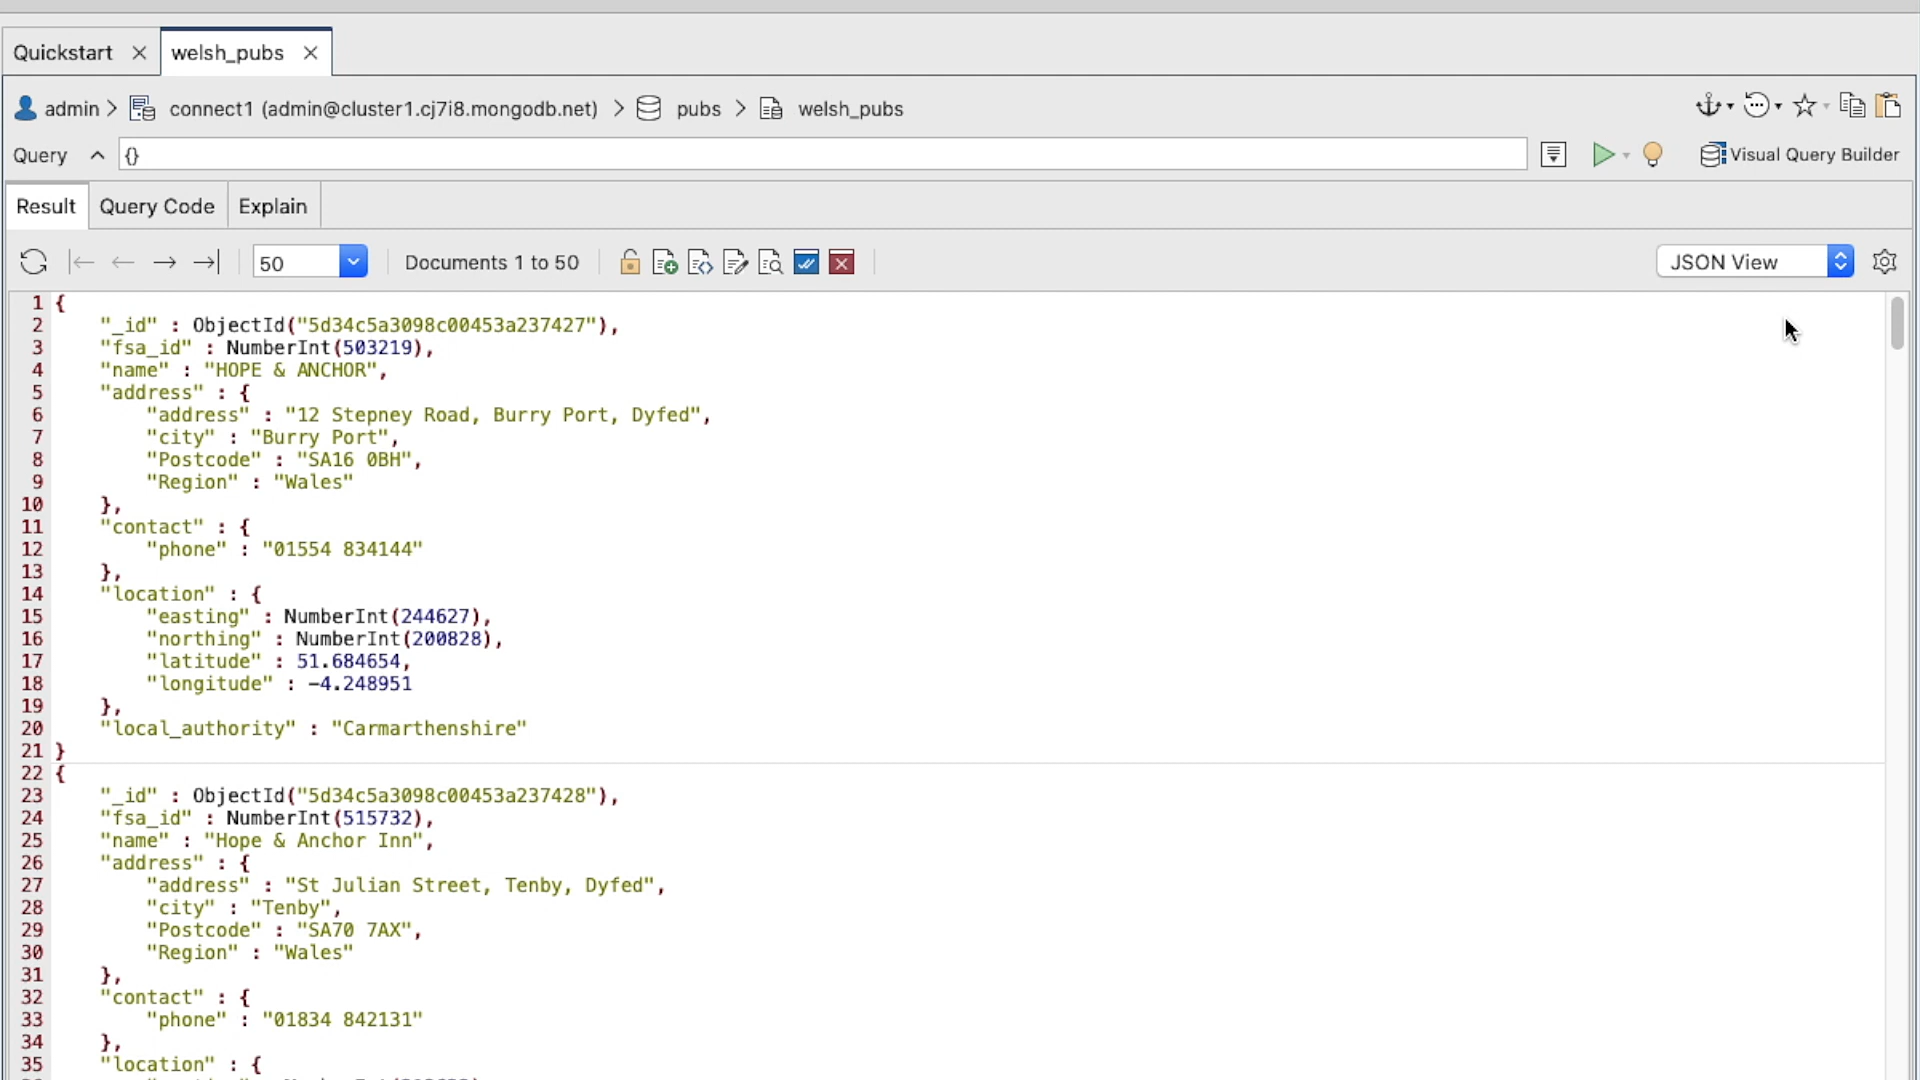 Quickstart welsh_pubs
admin connect1 (admin@cluster1.cj7i8.mongodb.net) pubs welsh_pubs
Query {} Visual Query Builder
Result Query Code Explain
50 Documents 1 to 50 JSON View
1 {
2 "_id" : ObjectId("5d34c5a3098c00453a237427"),
3 "fsa_id" : NumberInt(503219),
4 "name" : "HOPE & ANCHOR",
5 "address" : {
6 "address" : "12 Stepney Road, Burry Port, Dyfed",
7 "city" : "Burry Port",
8 "Postcode" : "SA16 0BH",
9 "Region" : "Wales"
10 },
11 "contact" : {
12 "phone" : "01554 834144"
13 },
14 "location" : {
15 "easting" : NumberInt(244627),
16 "northing" : NumberInt(200828),
17 "latitude" : 51.684654,
18 "longitude" : -4.248951
19 },
20 "local_authority" : "Carmarthenshire"
21 }
22 {
23 "_id" : ObjectId("5d34c5a3098c00453a237428"),
24 "fsa_id" : NumberInt(515732),
25 "name" : "Hope & Anchor Inn",
26 "address" : {
27 "address" : "St Julian Street, Tenby, Dyfed",
28 "city" : "Tenby",
29 "Postcode" : "SA70 7AX",
30 "Region" : "Wales"
31 },
32 "contact" : {
33 "phone" : "01834 842131"
34 },
35 "location" : {